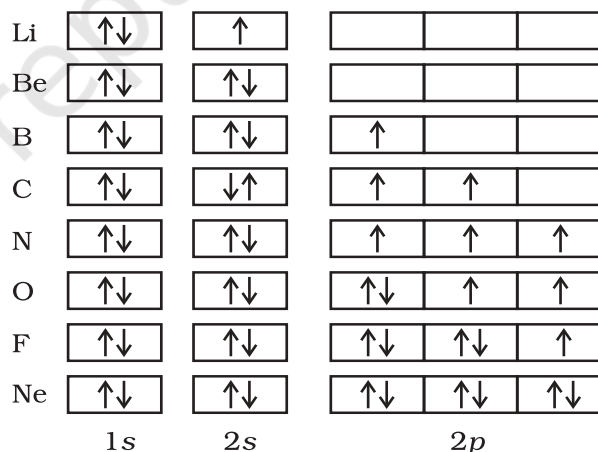 Li ↑↓ ↑
Be ↑↓ ↑↓
B ↑↓ ↑↓ ↑
C ↑↓ ↓↑ ↑ ↑
N ↑↓ ↑↓ ↑ ↑ ↑
O ↑↓ ↑↓ ↑↓ ↑ ↑
F ↑↓ ↑↓ ↑↓ ↑↓ ↑
Ne ↑↓ ↑↓ ↑↓ ↑↓ ↑↓
1s 2s 2p